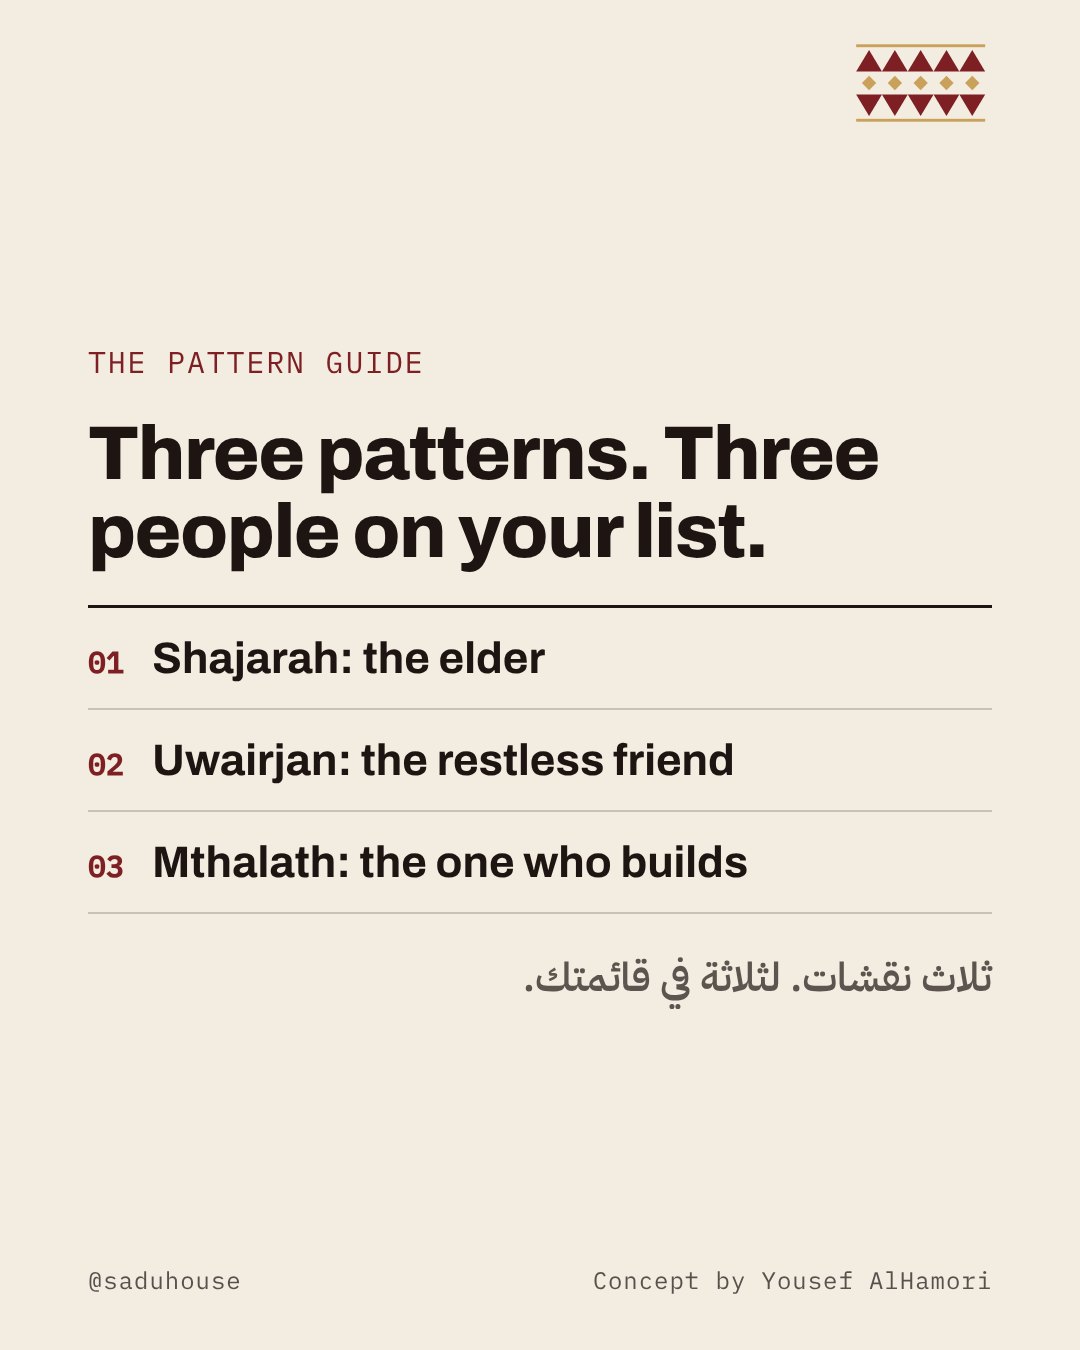 THE PATTERN GUIDE
Three patterns. Three
people on your list.
01 Shajarah: the elder
02 Uwairjan: the restless friend
03 Mthalath: the one who builds
ثلاث نقشات. لثلاثة في قائمتك.
@saduhouse
Concept by Yousef AlHamori